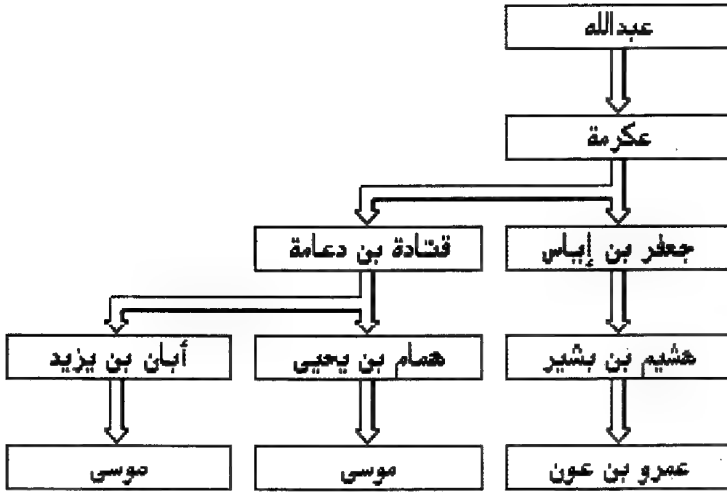 عبدالله
عكرمة
جعفر بن إياس
قتادة بن دعامة
هشيم بن بشير
همام بن يحيى
أبان بن يزيد
عمرو بن عون
موسى
موسى